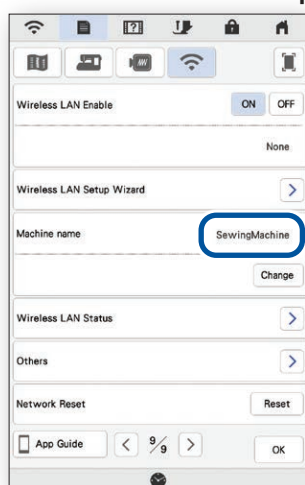 Wireless LAN Enable
ON OFF
None
Wireless LAN Setup Wizard
Machine name
SewingMachine
Change
Wireless LAN Status
Others
Network Reset
Reset
App Guide
9/9
OK